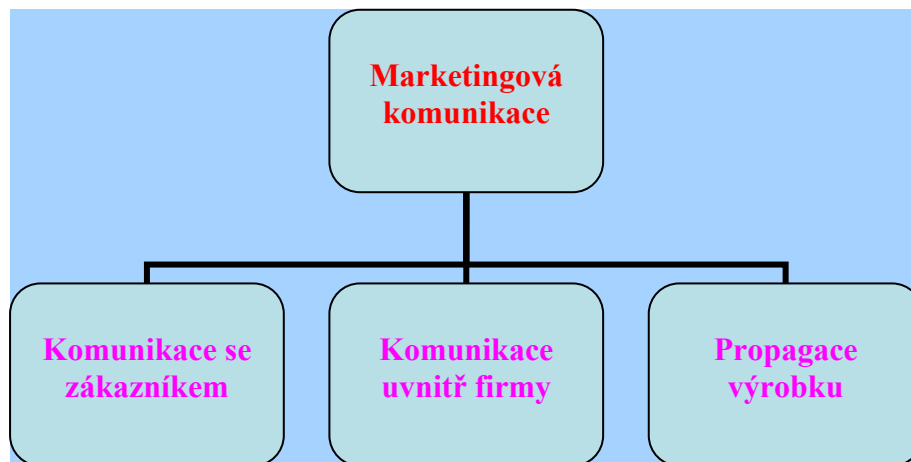 Marketingová
komunikace
Komunikace se
zákazníkem
Komunikace
uvnitř firmy
Propagace
výrobku